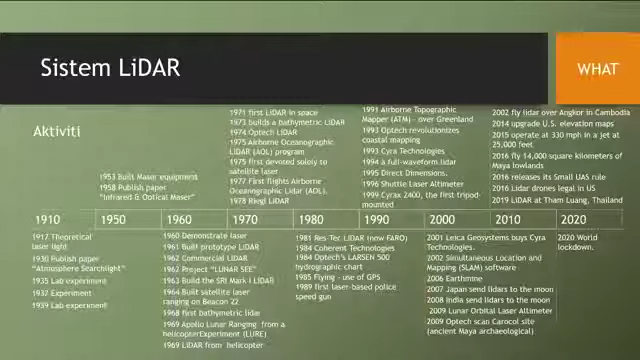 Sistem LiDAR
WHAT
Aktiviti
1953 Built Maser equipment
1958 Publish paper
"Infrared & Optical Maser"
1971 first LiDAR in space
1973 builds a bathymetric LiDAR
1974 Optech LiDAR
1975 Airborne Oceanographic
LiDAR (AOL) program
1975 first devoted solely to
satellite laser
1977 First flights Airborne
Oceanographic Lidar (AOL).
1978 Riegl LiDAR
1991 Airborne Topographic
Mapper (ATM) - over Greenland
1993 Optech revolutionizes
coastal mapping
1993 Cyra Technologies
1994 a full-waveform lidar
1995 Direct Dimensions.
1996 Shuttle Laser Altimeter
1999 Cyrax 2400, the first tripod-
mounted
2002 fly lidar over Angkor in Cambodia
2014 upgrade U.S. elevation maps
2015 operate at 330 mph in a jet at
25,000 feet
2016 fly 14,000 square kilometers of
Maya lowlands
2016 releases its Small UAS rule
2016 Lidar drones legal in US
2019 LiDAR at Tham Luang, Thailand
1910 1950 1960 1970 1980 1990 2000 2010 2020
1917 Theoretical
laser light
1930 Publish paper
"Atmosphere Searchlight"
1935 Lab experiment
1937 Experiment
1939 Lab experiment
1960 Demonstrate laser
1961 Built prototype LIDAR
1962 Commercial LiDAR
1962 Project "LUNAR SEE"
1963 Build the SRI Mark I LIDAR
1964 Built satellite laser
ranging on Beacon 22
1968 first bathymetric lidar
1969 Apollo Lunar Ranging from a
helicopterExperiment (LURE)
1969 LiDAR from helicopter
1981 Res-Tec LiDAR (now FARO)
1984 Coherent Technologies
1984 Optech's LARSEN 500
hydrographic chart
1985 Flying - use of GPS
1989 first laser-based police
speed gun
2001 Leica Geosystems buys Cyra
Technologies.
2002 Simultaneous Location and
Mapping (SLAM) software
2006 Earthmine
2007 Japan send lidars to the moon
2008 India send lidars to the moon
2009 Lunar Orbital Laser Altimeter
2009 Optech scan Carocol site
(ancient Maya archaeological)
2020 World
lockdown.